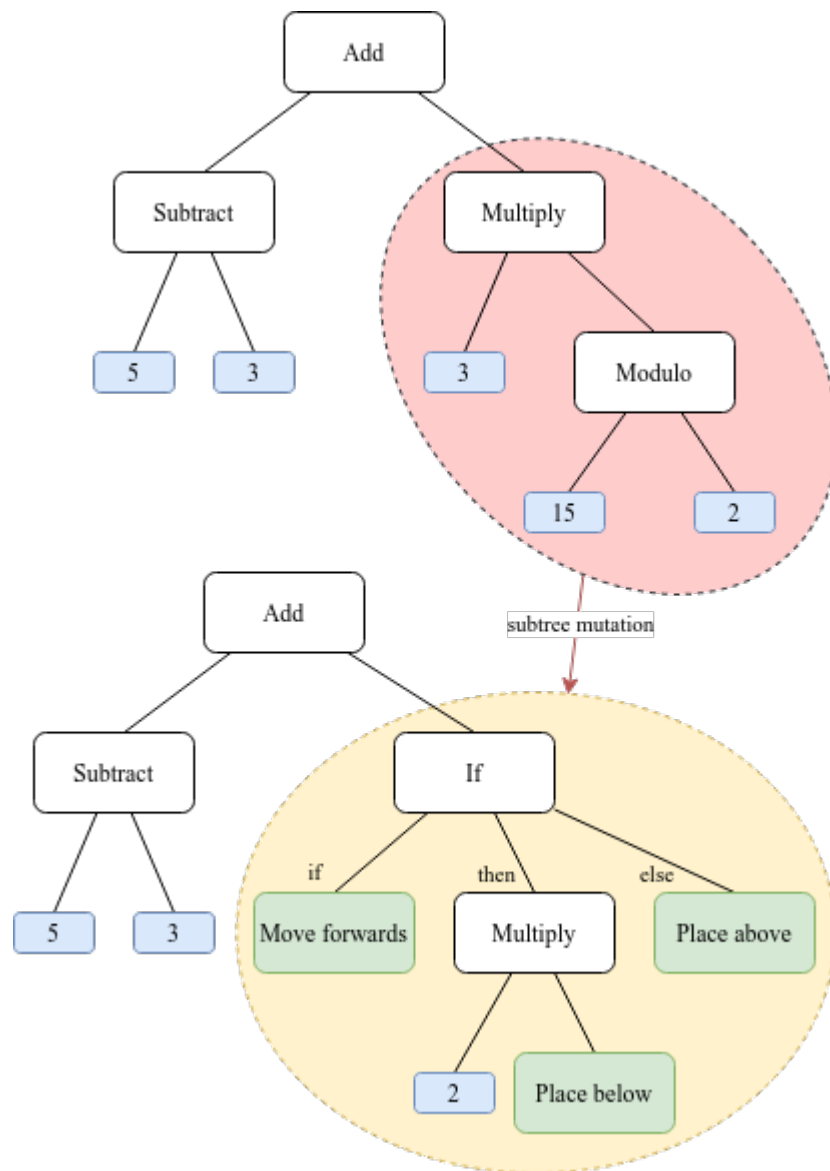 Add
Subtract
Multiply
5
3
3
Modulo
15
2
subtree mutation
Add
Subtract
If
if
then
else
5
3
Move forwards
Multiply
Place above
2
Place below